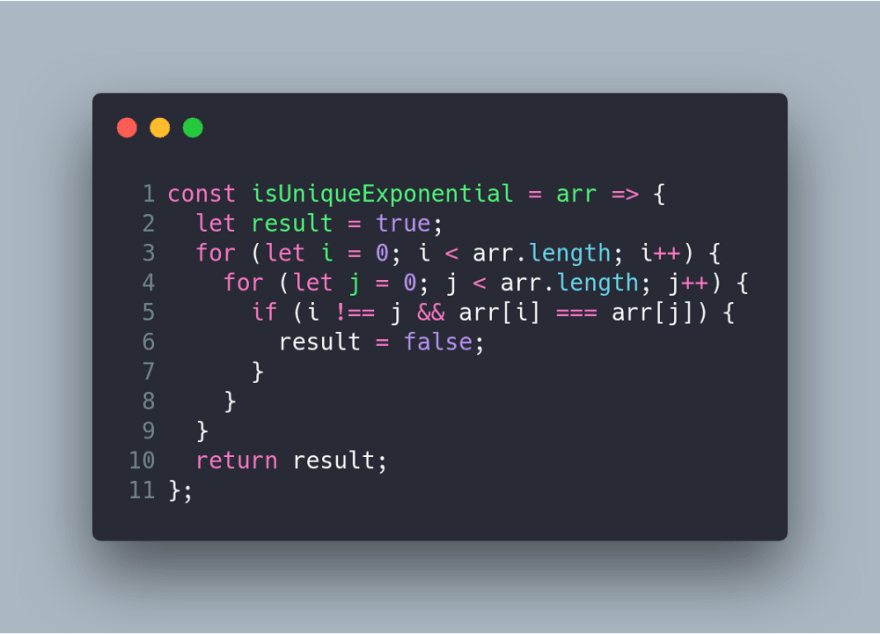 1 const isUniqueExponential = arr => {
2   let result = true;
3   for (let i = 0; i < arr.length; i++) {
4     for (let j = 0; j < arr.length; j++) {
5       if (i !== j && arr[i] === arr[j]) {
6         result = false;
7       }
8     }
9   }
10   return result;
11 };